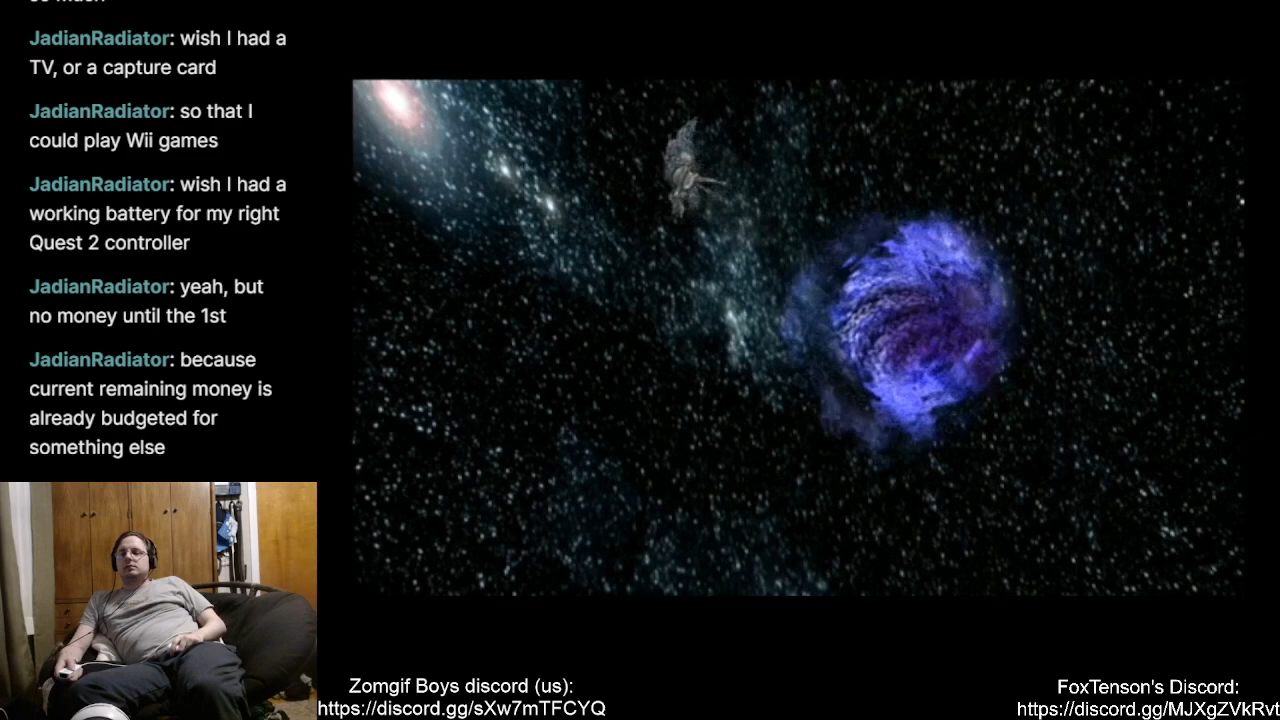 JadianRadiator: wish I had a
TV, or a capture card
JadianRadiator: so that I
could play Wii games
JadianRadiator: wish I had a
working battery for my right
Quest 2 controller
JadianRadiator: yeah, but
no money until the 1st
JadianRadiator: because
current remaining money is
already budgeted for
something else
Zomgif Boys discord (us):
https://discord.gg/sXw7mTFCYQ
FoxTenson's Discord:
https://discord.gg/MJXgZVkRvt